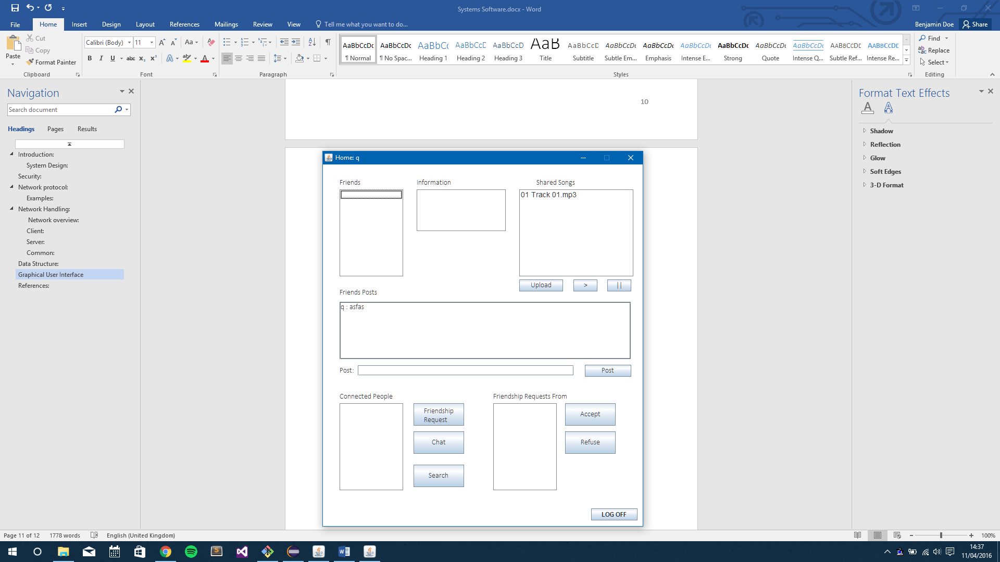 Systems Software.docx - Word
File
Home
Insert
Design
Layout
References
Mailings
Review
View
Tell me what you want to do...
Benjamin Doe
Share
Paste
Cut
Copy
Format Painter
Clipboard
Calibri (Body)
11
Font
Paragraph
AaBbCcDc
¶ Normal
AaBbCcDc
¶ No Spac...
AaBbCc
Heading 1
AaBbCcD
Heading 2
AaBbCcD
Heading 3
AaB
Title
AaBbCcD
Subtitle
AaBbCcDc
Subtle Em...
AaBbCcDc
Emphasis
AaBbCcDc
Intense E...
AaBbCcDc
Strong
AaBbCcDc
Quote
AaBbCcDc
Intense Q...
AABBCCDD
Subtle Ref...
AABBCCDD
Intense Re...
Styles
Find
Replace
Select
Editing
Navigation
Search document
Headings
Pages
Results
Introduction:
System Design:
Security:
Network protocol:
Examples:
Network Handling:
Network overview:
Client:
Server:
Common:
Data Structure:
Graphical User Interface
References:
10
Home: q
Friends
Information
Shared Songs
01 Track 01.mp3
Upload
>
||
Friends Posts
q : asfas
Post:
Post
Connected People
Friendship
Request
Chat
Search
Friendship Requests From
Accept
Refuse
LOG OFF
Format Text Effects
Shadow
Reflection
Glow
Soft Edges
3-D Format
Page 11 of 12
1778 words
English (United Kingdom)
100%
14:37
11/04/2016